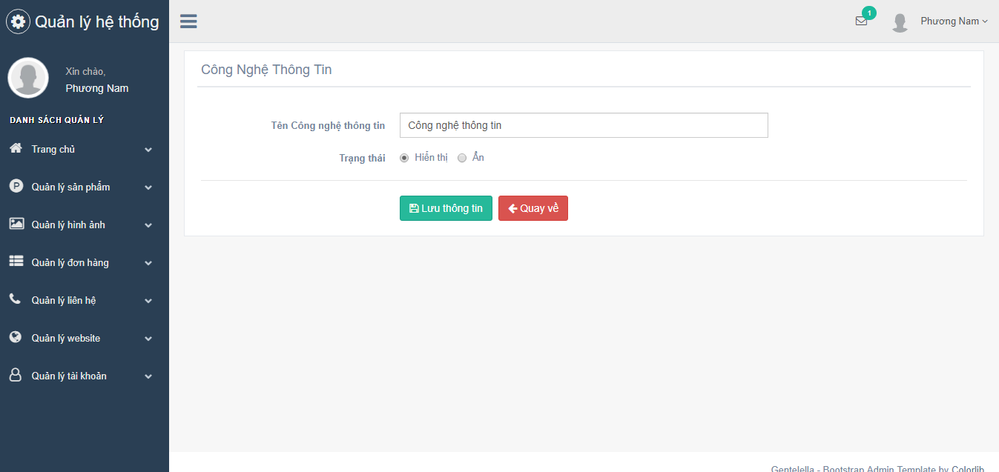 Quản lý hệ thống
1
Phương Nam
Xin chào,
Phương Nam
DANH SÁCH QUẢN LÝ
Trang chủ
Quản lý sản phẩm
Quản lý hình ảnh
Quản lý đơn hàng
Quản lý liên hệ
Quản lý website
Quản lý tài khoản
Công Nghệ Thông Tin
Tên Công nghệ thông tin
Công nghệ thông tin
Trạng thái
Hiển thị Ẩn
Lưu thông tin Quay về
Gentelella - Bootstrap Admin Template by Colorlib